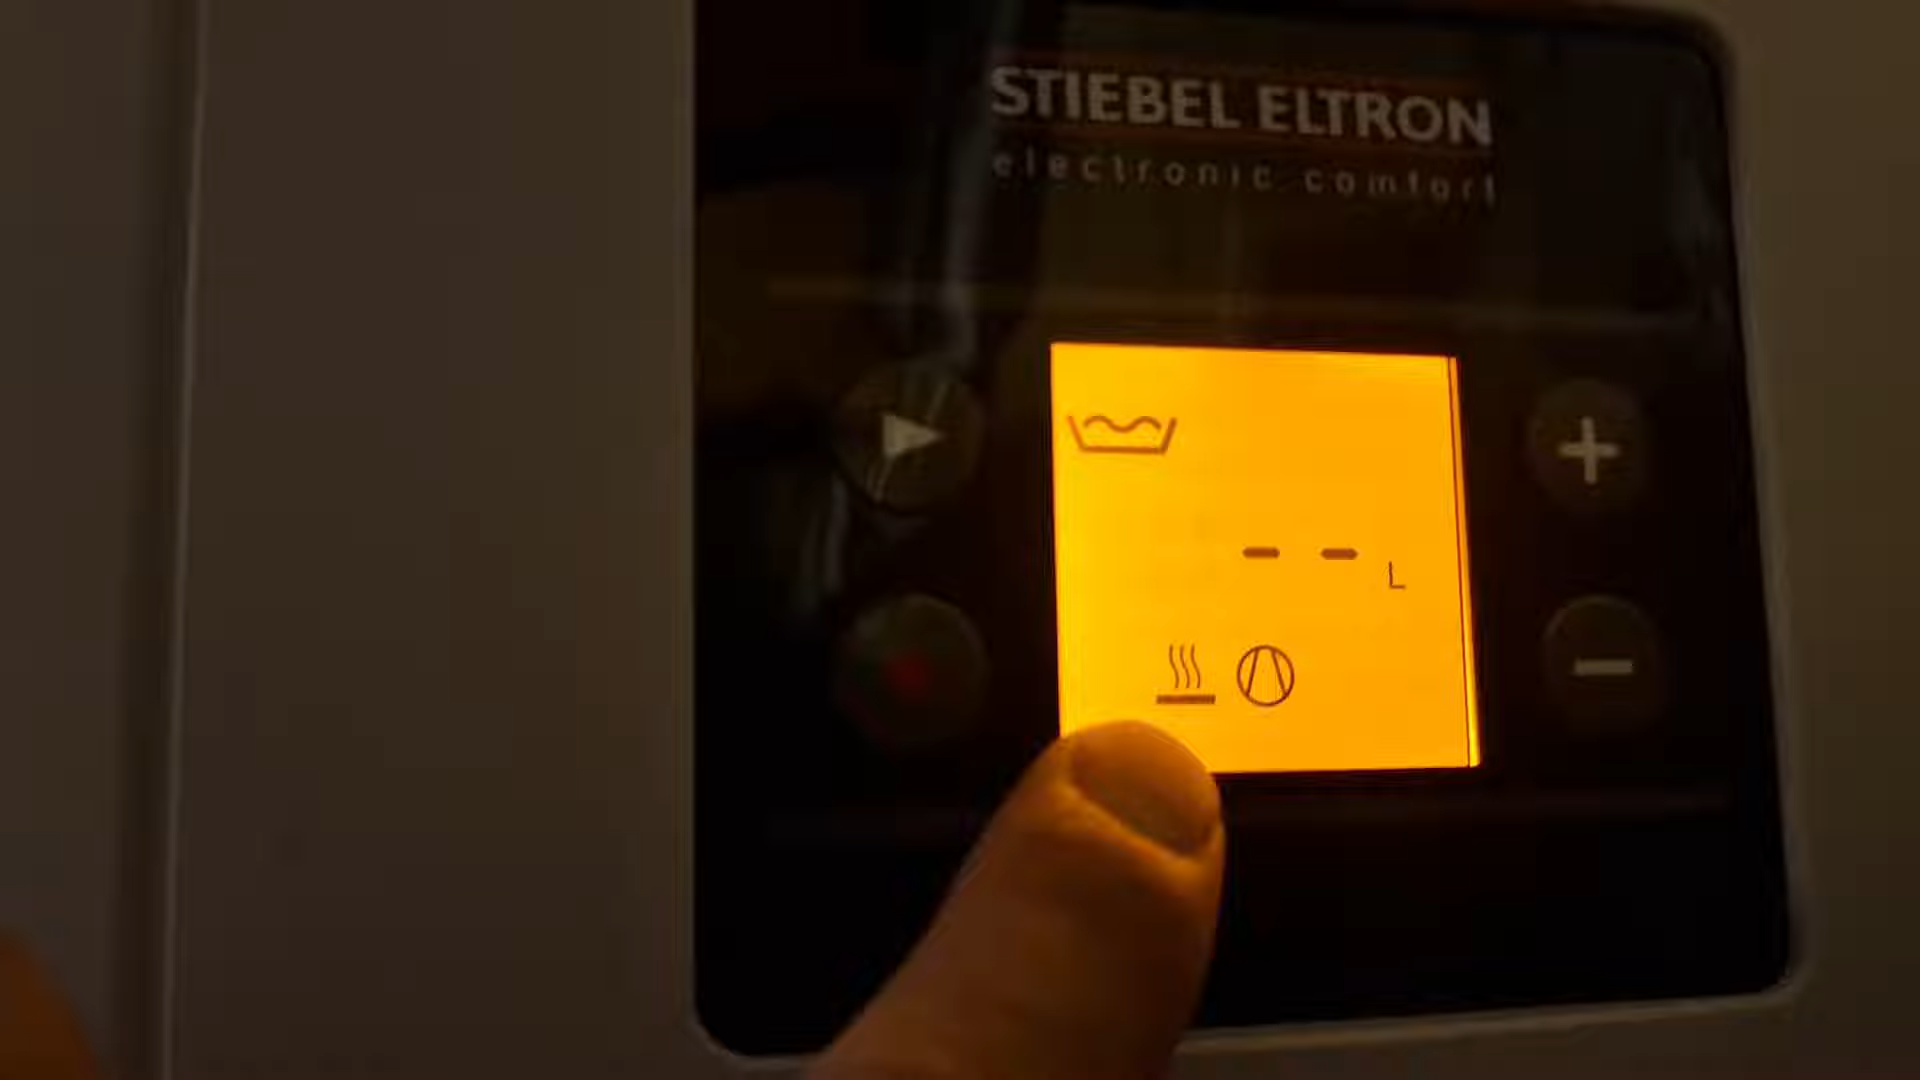 STIEBEL ELTRON
electronic comfort
+
- - L
−